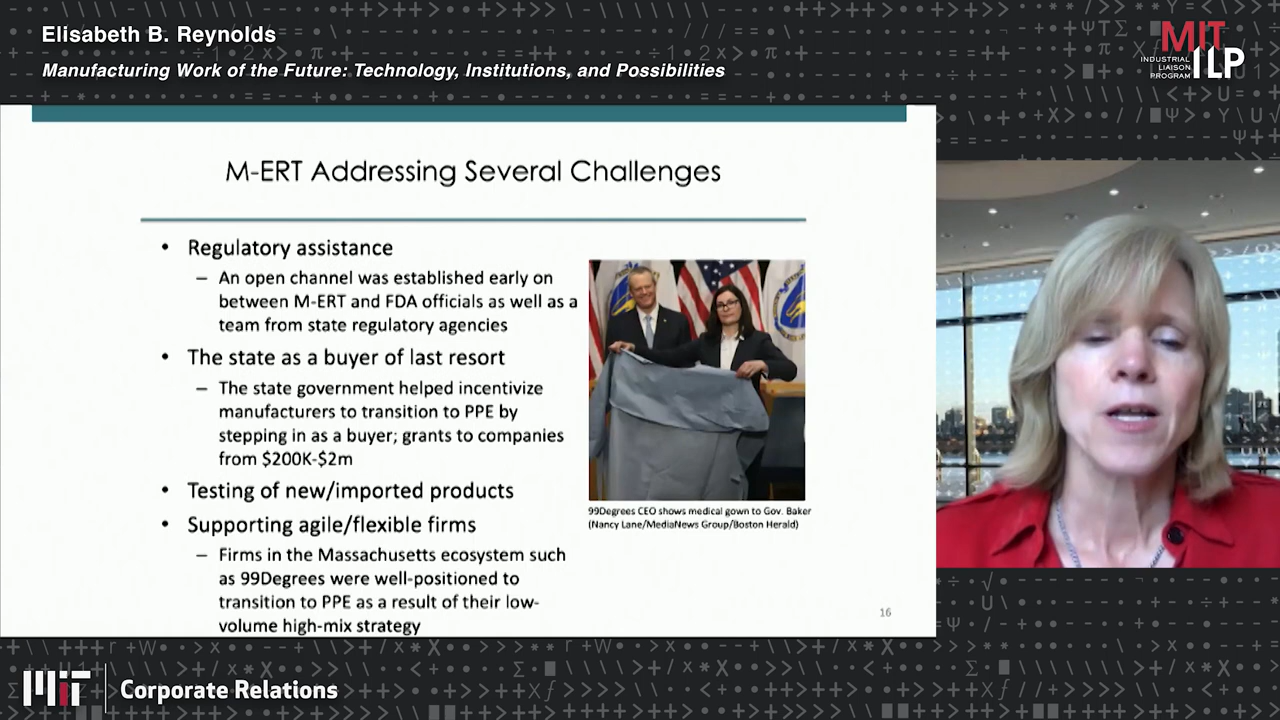 Elisabeth B. Reynolds
Manufacturing Work of the Future: Technology, Institutions, and Possibilities
MIT
INDUSTRIAL
LIAISON
PROGRAM
ILP
M-ERT Addressing Several Challenges
• Regulatory assistance
– An open channel was established early on
between M-ERT and FDA officials as well as a
team from state regulatory agencies
• The state as a buyer of last resort
– The state government helped incentivize
manufacturers to transition to PPE by
stepping in as a buyer; grants to companies
from $200K-$2m
• Testing of new/imported products
• Supporting agile/flexible firms
– Firms in the Massachusetts ecosystem such
as 99Degrees were well-positioned to
transition to PPE as a result of their low-
volume high-mix strategy
99Degrees CEO shows medical gown to Gov. Baker
(Nancy Lane/MediaNews Group/Boston Herald)
16
MIT
Corporate Relations